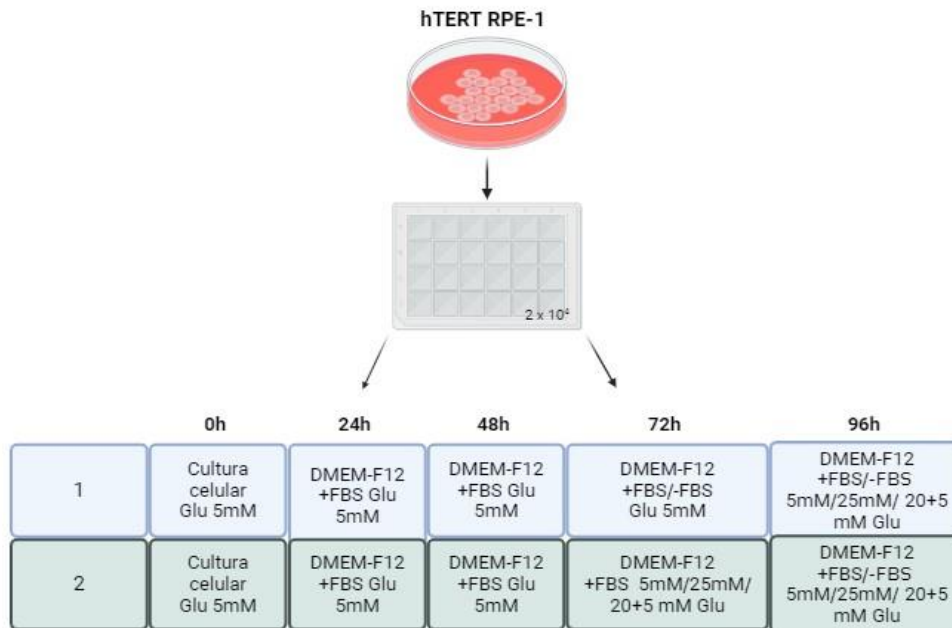 hTERT RPE-1
2 x 10⁴
0h 24h 48h 72h 96h
1
Cultura
celular
Glu 5mM
DMEM-F12
+FBS Glu
5mM
DMEM-F12
+FBS Glu
5mM
DMEM-F12
+FBS/-FBS
Glu 5mM
DMEM-F12
+FBS/-FBS
5mM/25mM/ 20+5
mM Glu
2
Cultura
celular
Glu 5mM
DMEM-F12
+FBS Glu
5mM
DMEM-F12
+FBS Glu
5mM
DMEM-F12
+FBS 5mM/25mM/
20+5 mM Glu
DMEM-F12
+FBS/-FBS
5mM/25mM/ 20+5
mM Glu